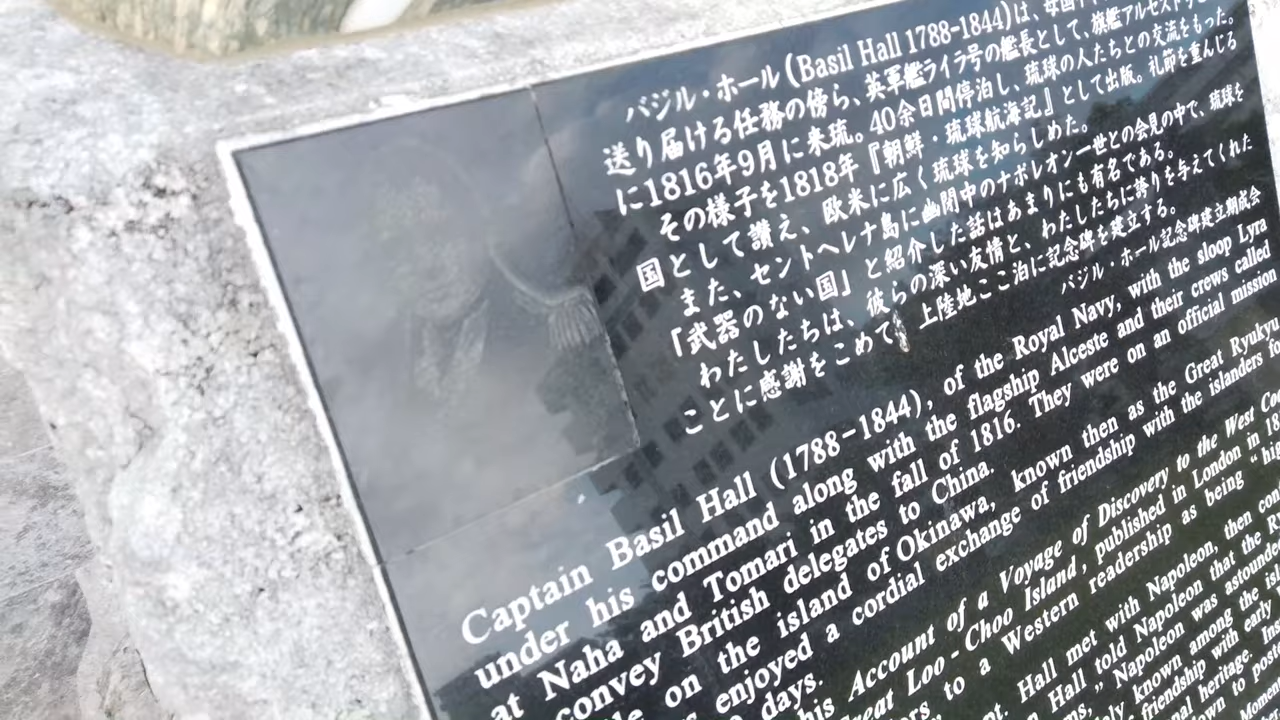 バジル・ホール(Basil Hall 1788-1844)は、母国
送り届ける任務の傍ら、英軍艦ライラ号の艦長として、旗艦アルセスト
に1816年9月に来琉。40余日間停泊し、琉球の人たちとの交流をもった。
その様子を1818年『朝鮮・琉球航海記』として出版。礼節を重んじる
国として讃え、欧米に広く琉球を知らしめた。
また、セントヘレナ島に幽閉中のナポレオン一世との会見の中で、琉球を
「武器のない国」と紹介した話はあまりにも有名である。
わたしたちは、彼らの深い友情と、わたしたちに誇りを与えてくれた
ことに感謝をこめて、上陸地ここ泊に記念碑を建立する。
バジル・ホール記念碑建立期成会
Captain Basil Hall (1788-1844), of the Royal Navy, with the sloop Lyra
under his command along with the flagship Alceste and their crews called
at Naha and Tomari in the fall of 1816. They were on an official mission
convey British delegates to China.
on the island of Okinawa, known then as the Great Ryukyu
enjoyed a cordial exchange of friendship with the islanders
days.
his Account of a Voyage of Discovery to the West
Great Loo-Choo Island, published in London in
to a Western readership as being "
Hall met with Napoleon, then
Hall told Napoleon that the
" Napoleon was
known among the
friendship with early
heritage.
to